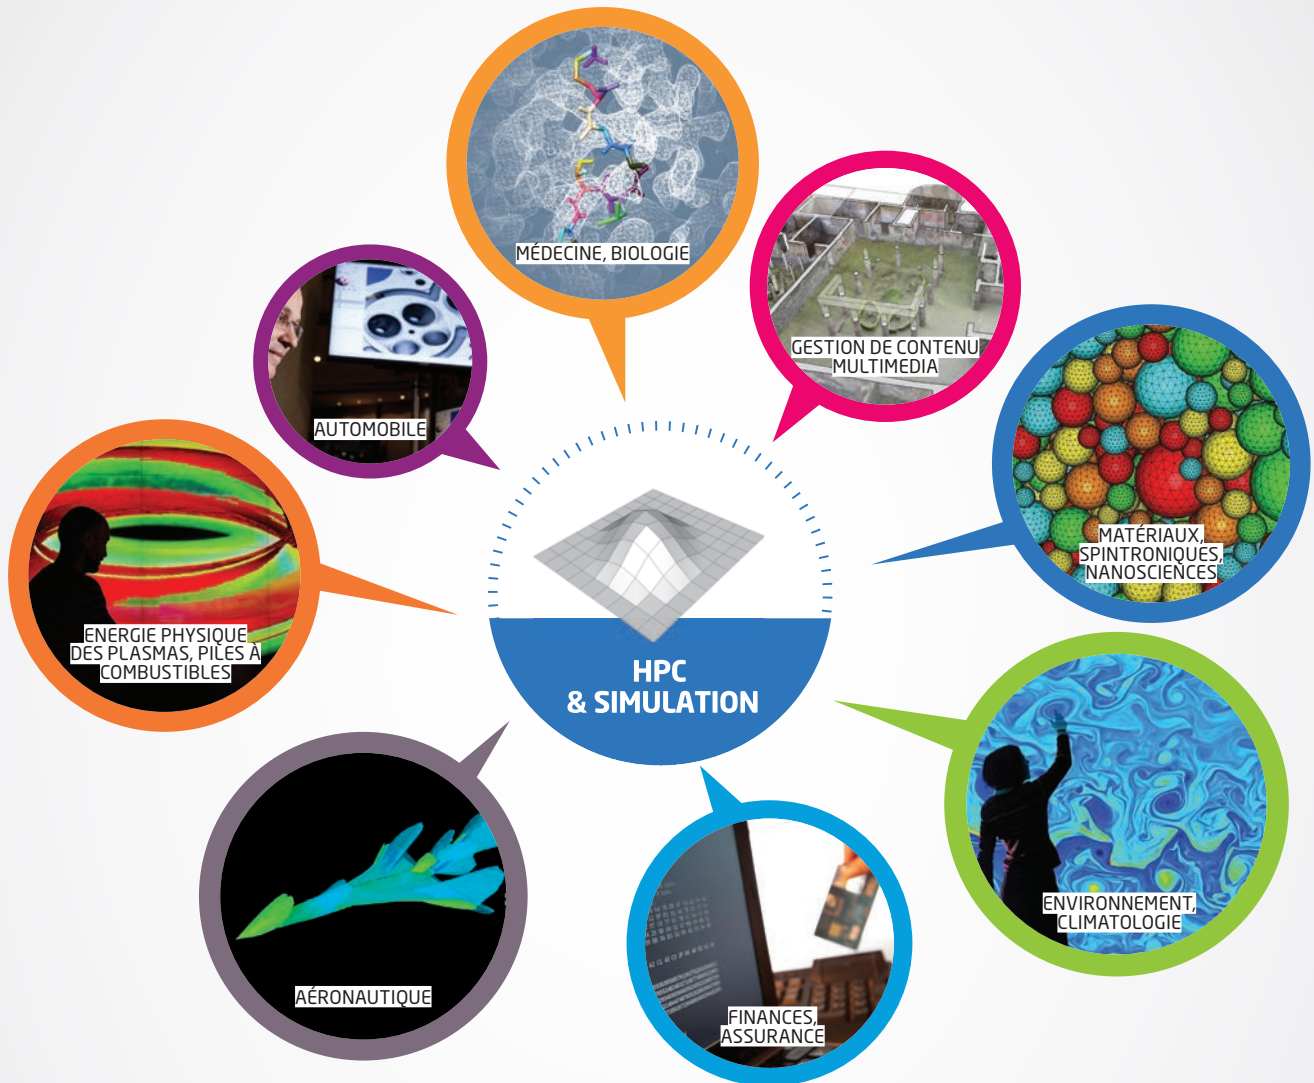 MÉDECINE, BIOLOGIE
GESTION DE CONTENU
MULTIMEDIA
AUTOMOBILE
MATÉRIAUX,
SPINTRONIQUES,
NANOSCIENCES
ENERGIE PHYSIQUE
DES PLASMAS, PILES À
COMBUSTIBLES
HPC
& SIMULATION
ENVIRONNEMENT,
CLIMATOLOGIE
AÉRONAUTIQUE
FINANCES,
ASSURANCE